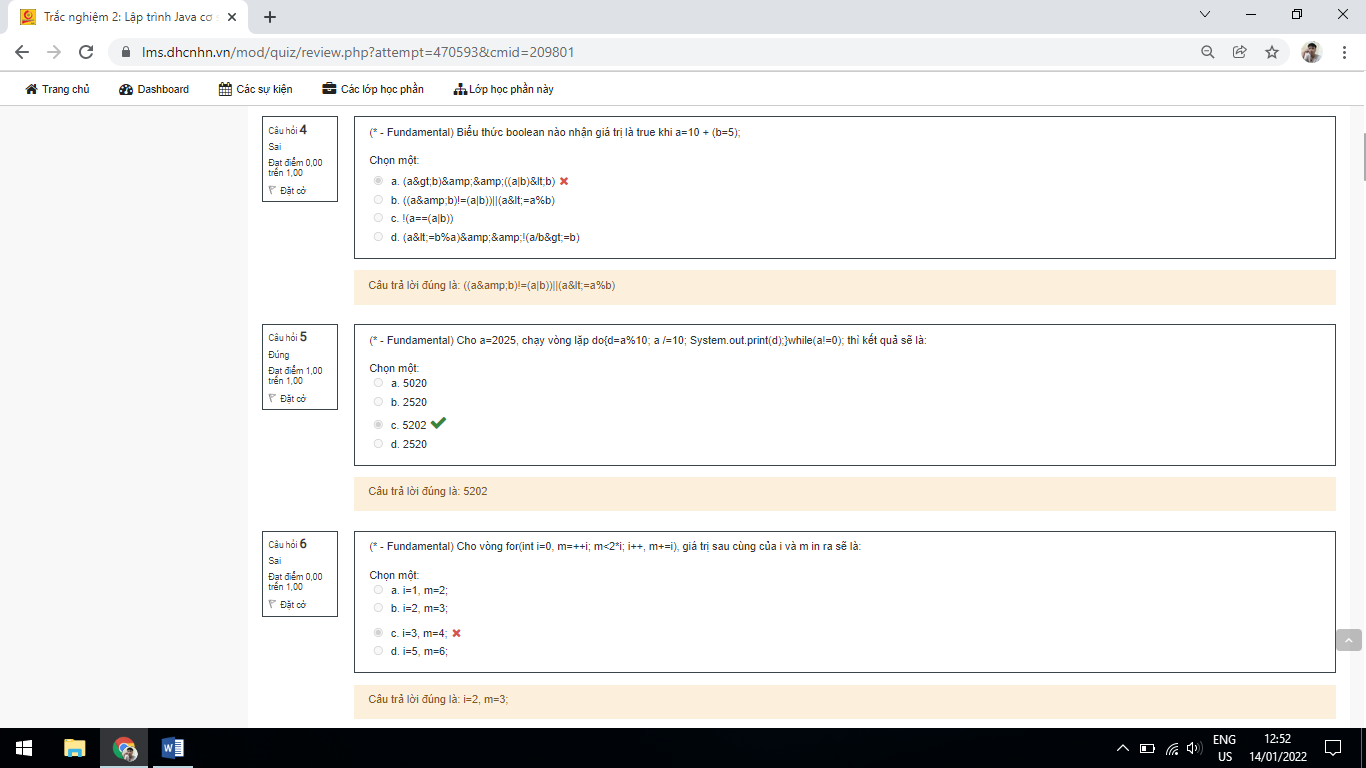 Trắc nghiệm 2: Lập trình Java cơ
lms.dhcnhn.vn/mod/quiz/review.php?attempt=470593&cmid=209801
Trang chủ Dashboard Các sự kiện Các lớp học phần Lớp học phần này
Câu hỏi 4
Sai
Đạt điểm 0,00
trên 1,00
Đặt cờ
(* - Fundamental) Biểu thức boolean nào nhận giá trị là true khi a=10 + (b=5);
Chọn một:
a. (a&gt;b)&amp;&amp;((a|b)&lt;b)
b. ((a&amp;b)!=(a|b))||(a&lt;=a%b)
c. !(a==(a|b))
d. (a&lt;=b%a)&amp;&amp;!(a/b&gt;=b)
Câu trả lời đúng là: ((a&amp;b)!=(a|b))||(a&lt;=a%b)
Câu hỏi 5
Đúng
Đạt điểm 1,00
trên 1,00
Đặt cờ
(* - Fundamental) Cho a=2025, chạy vòng lặp do{d=a%10; a /=10; System.out.print(d);}while(a!=0); thì kết quả sẽ là:
Chọn một:
a. 5020
b. 2520
c. 5202
d. 2520
Câu trả lời đúng là: 5202
Câu hỏi 6
Sai
Đạt điểm 0,00
trên 1,00
Đặt cờ
(* - Fundamental) Cho vòng for(int i=0, m=++i; m<2*i; i++, m+=i), giá trị sau cùng của i và m in ra sẽ là:
Chọn một:
a. i=1, m=2;
b. i=2, m=3;
c. i=3, m=4;
d. i=5, m=6;
Câu trả lời đúng là: i=2, m=3;
ENG
US
12:52
14/01/2022